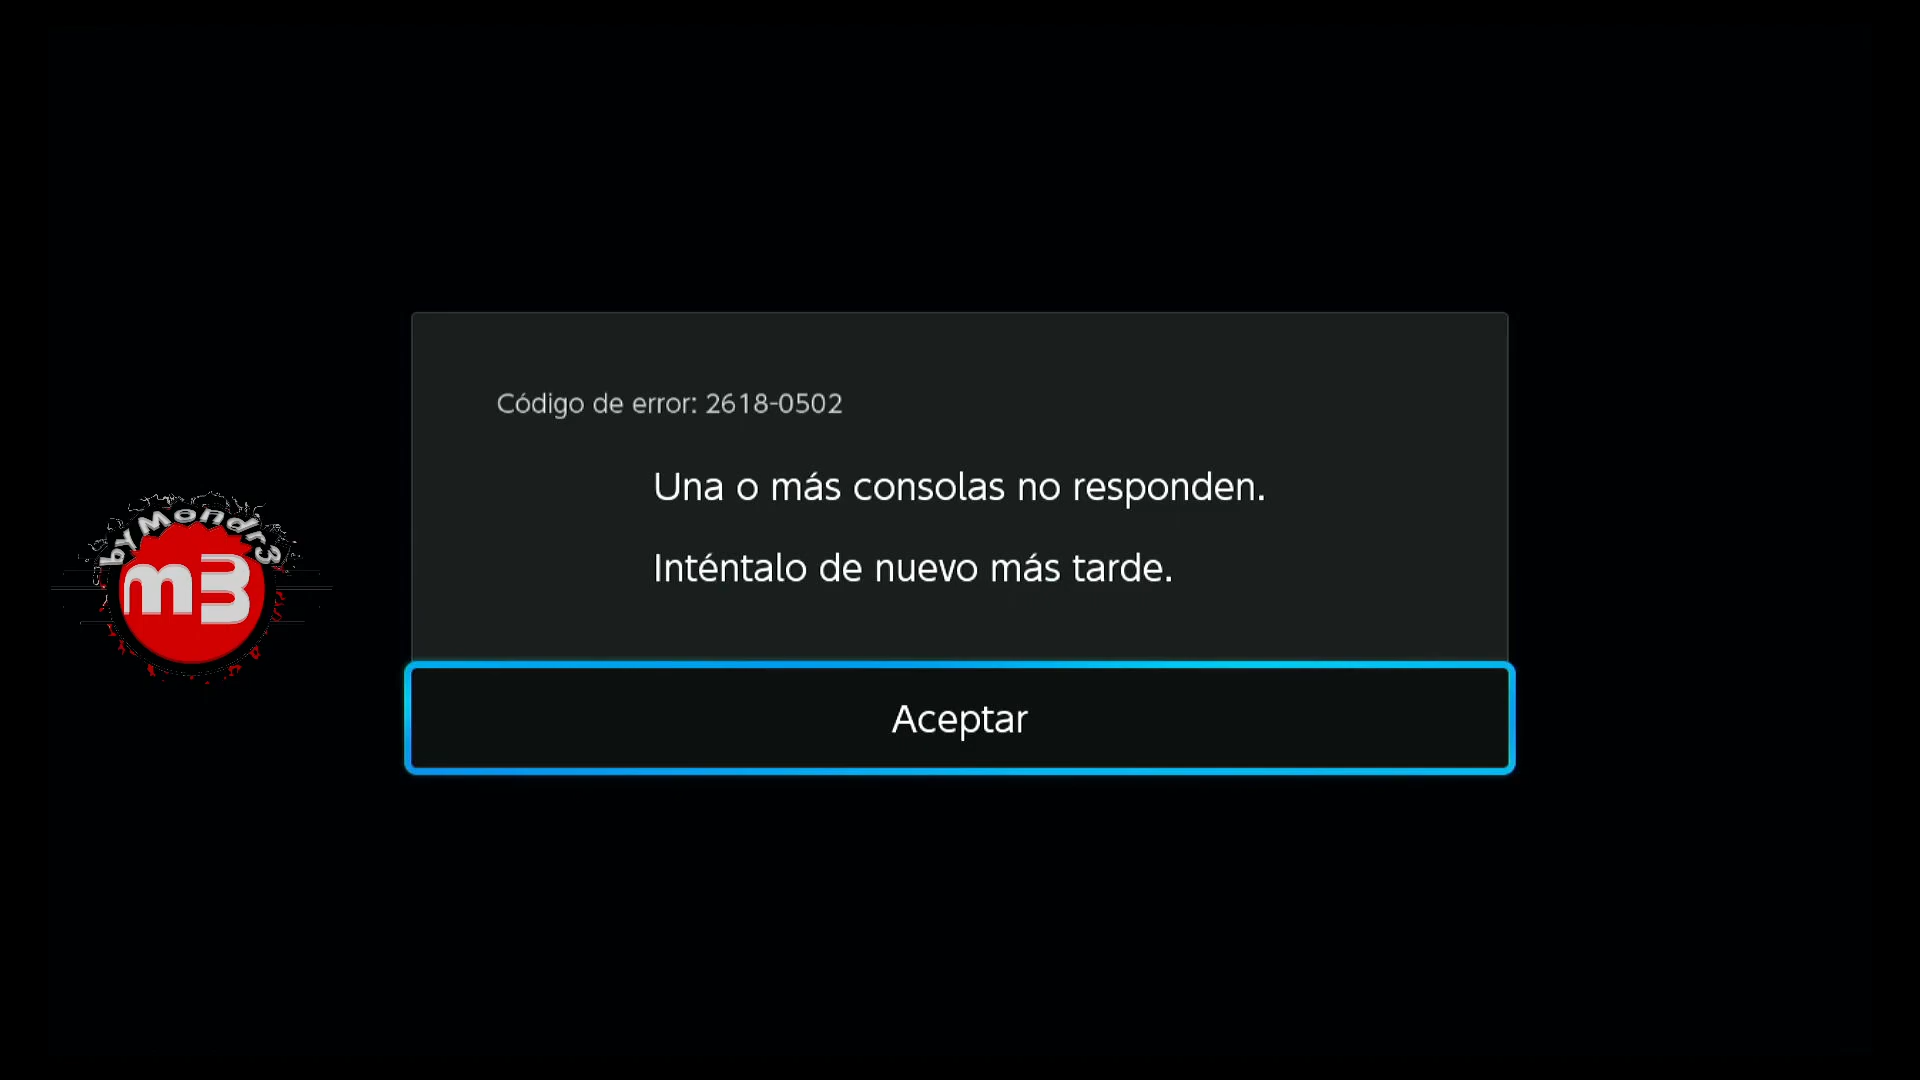 Código de error: 2618-0502
Una o más consolas no responden.
Inténtalo de nuevo más tarde.
byMondr3
m3
Aceptar